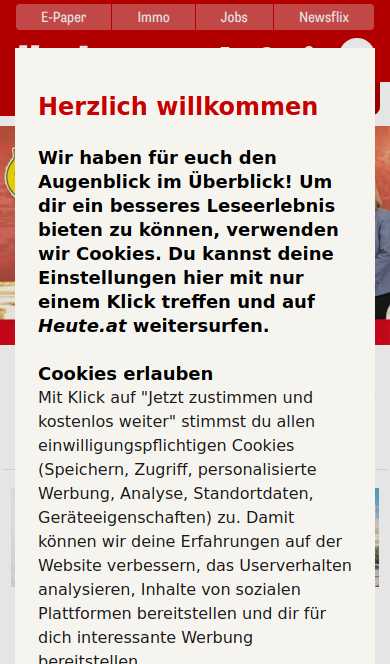 E-Paper Immo Jobs Newsflix
Herzlich willkommen
Wir haben für euch den
Augenblick im Überblick! Um
dir ein besseres Leseerlebnis
bieten zu können, verwenden
wir Cookies. Du kannst deine
Einstellungen hier mit nur
einem Klick treffen und auf
Heute.at weitersurfen.
Cookies erlauben
Mit Klick auf "Jetzt zustimmen und
kostenlos weiter" stimmst du allen
einwilligungspflichtigen Cookies
(Speichern, Zugriff, personalisierte
Werbung, Analyse, Standortdaten,
Geräteeigenschaften) zu. Damit
können wir deine Erfahrungen auf der
Website verbessern, das Userverhalten
analysieren, Inhalte von sozialen
Plattformen bereitstellen und dir für
dich interessante Werbung
bereitstellen